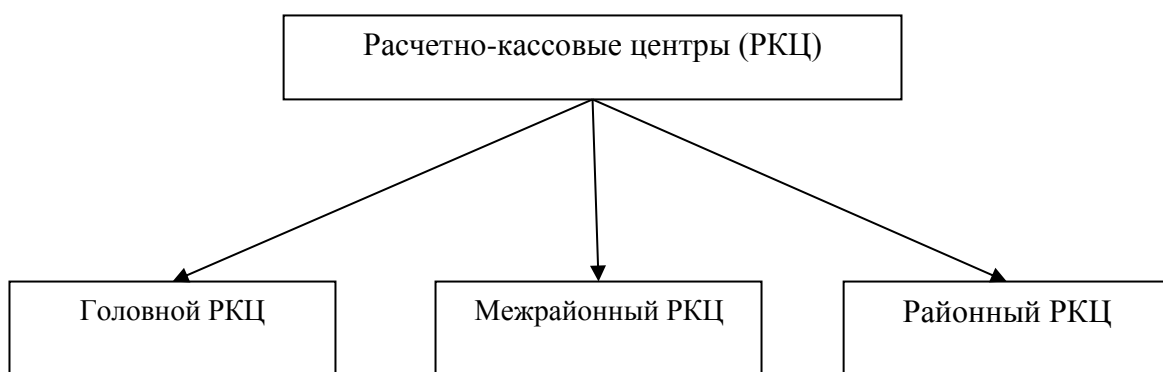 Расчетно-кассовые центры (РКЦ)
Головной РКЦ
Межрайонный РКЦ
Районный РКЦ